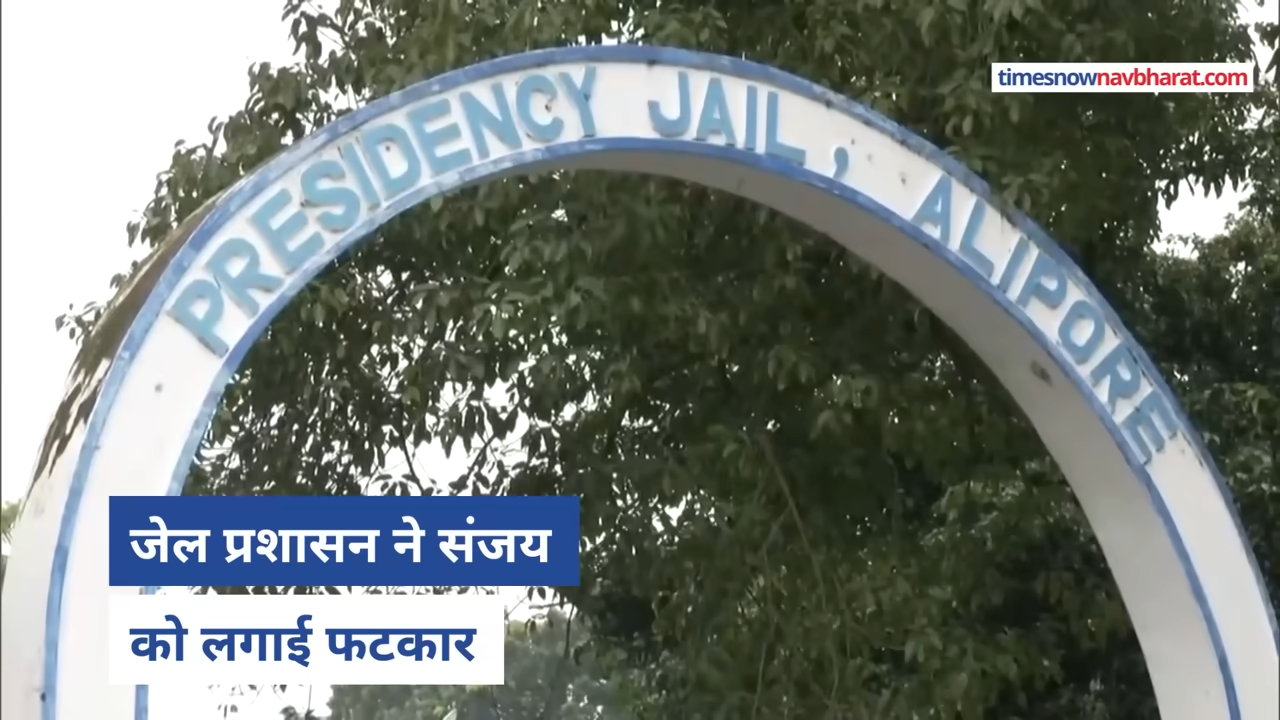 timesnownavbharat.com
PRESIDENCY JAIL, ALIPORE
जेल प्रशासन ने संजय
को लगाई फटकार